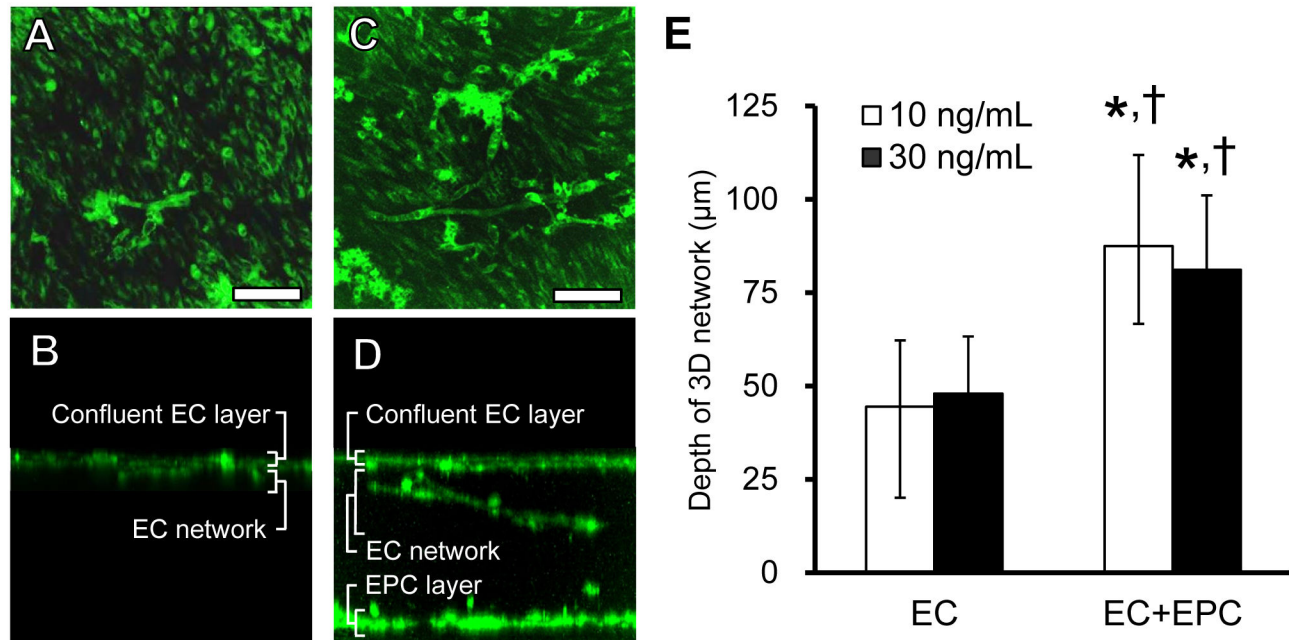 A
C
B
Confluent EC layer
EC network
D
Confluent EC layer
EC network
EPC layer
E
Depth of 3D network (µm)
125
100
75
50
25
0
10 ng/mL
30 ng/mL
*,†
*,†
EC
EC+EPC